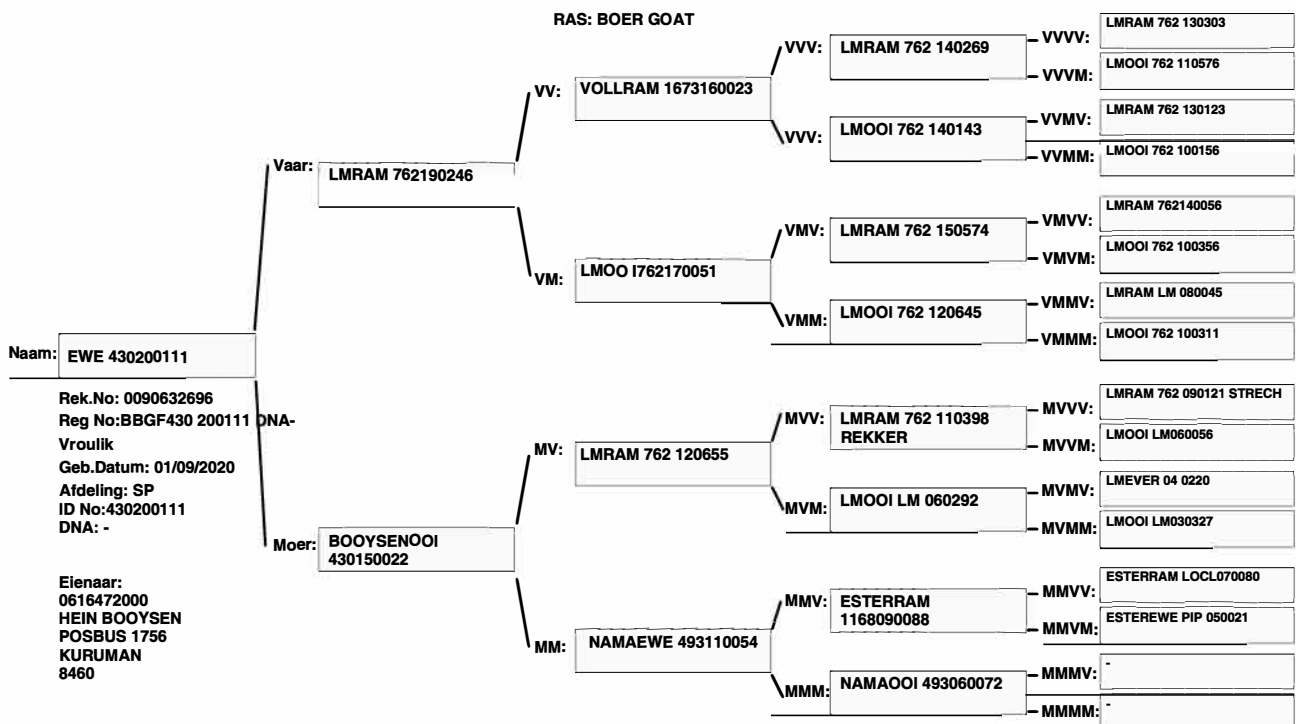 RAS: BOER GOAT
Naam: EWE 430200111
Rek.No: 0090632696
Reg No:BBGF430 200111 DNA-
Vroulik
Geb.Datum: 01/09/2020
Afdeling: SP
ID No:430200111
DNA: -
Eienaar:
0616472000
HEIN BOOYSEN
POSBUS 1756
KURUMAN
8460
Vaar: LMRAM 762190246
Moer: BOOYSENOOI
430150022
VV: VOLLRAM 1673160023
VM: LMOO I762170051
MV: LMRAM 762 120655
MM: NAMAEWE 493110054
VVV: LMRAM 762 140269
VVV: LMOOI 762 140143
VMV: LMRAM 762 150574
VMM: LMOOI 762 120645
MVV: LMRAM 762 110398
REKKER
MVM: LMOOI LM 060292
MMV: ESTERRAM
1168090088
MMM: NAMAOOI 493060072
VVVV: LMRAM 762 130303
VVVM: LMOOI 762 110576
VVMV: LMRAM 762 130123
VVMM: LMOOI 762 100156
VMVV: LMRAM 762140056
VMVM: LMOOI 762 100356
VMMV: LMRAM LM 080045
VMMM: LMOOI 762 100311
MVVV: LMRAM 762 090121 STRECH
MVVM: LMOOI LM060056
MVMV: LMEVER 04 0220
MVMM: LMOOI LM030327
MMVV: ESTERRAM LOCL070080
MMVM: ESTEREWE PIP 050021
MMMV: -
MMMM: -